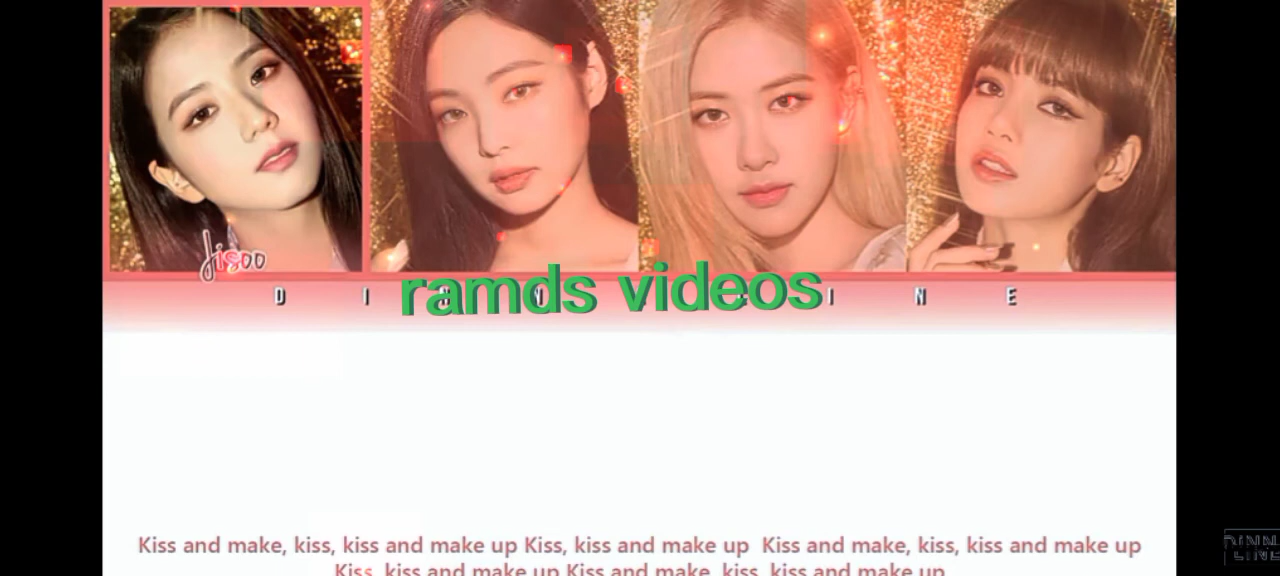 Jisoo
ramds videos
Kiss and make, kiss, kiss and make up Kiss, kiss and make up  Kiss and make, kiss, kiss and make up
Kiss, kiss and make up Kiss and make, kiss, kiss and make up